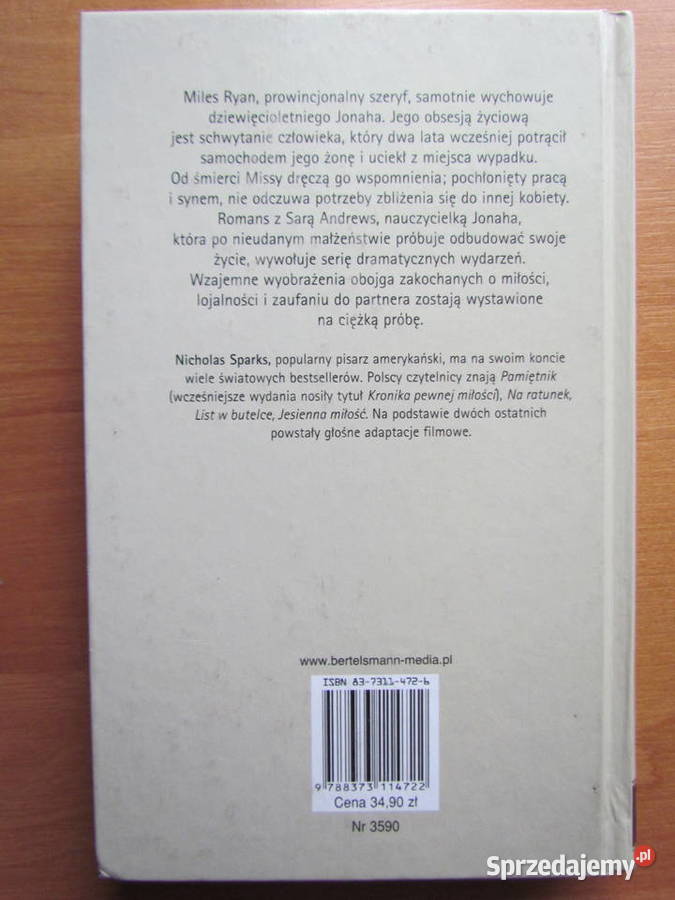 Miles Ryan, prowincjonalny szeryf, samotnie wychowuje
dziewięcioletniego Jonaha. Jego obsesją życiową
jest schwytanie człowieka, który dwa lata wcześniej potrącił
samochodem jego żonę i uciekł z miejsca wypadku.
Od śmierci Missy dręczą go wspomnienia; pochłonięty pracą
i synem, nie odczuwa potrzeby zbliżenia się do innej kobiety.
Romans z Sarą Andrews, nauczycielką Jonaha,
która po nieudanym małżeństwie próbuje odbudować swoje
życie, wywołuje serię dramatycznych wydarzeń.
Wzajemne wyobrażenia obojga zakochanych o miłości,
lojalności i zaufaniu do partnera zostają wystawione
na ciężką próbę.
Nicholas Sparks, popularny pisarz amerykański, ma na swoim koncie
wiele światowych bestsellerów. Polscy czytelnicy znają Pamiętnik
(wcześniejsze wydania nosiły tytuł Kronika pewnej miłości), Na ratunek,
List w butelce, Jesienna miłość. Na podstawie dwóch ostatnich
powstały głośne adaptacje filmowe.
www.bertelsmann-media.pl
ISBN 83-7311-472-6
9 788373 114722
Cena 34,90 zł
Nr 3590
Sprzedajemy.pl